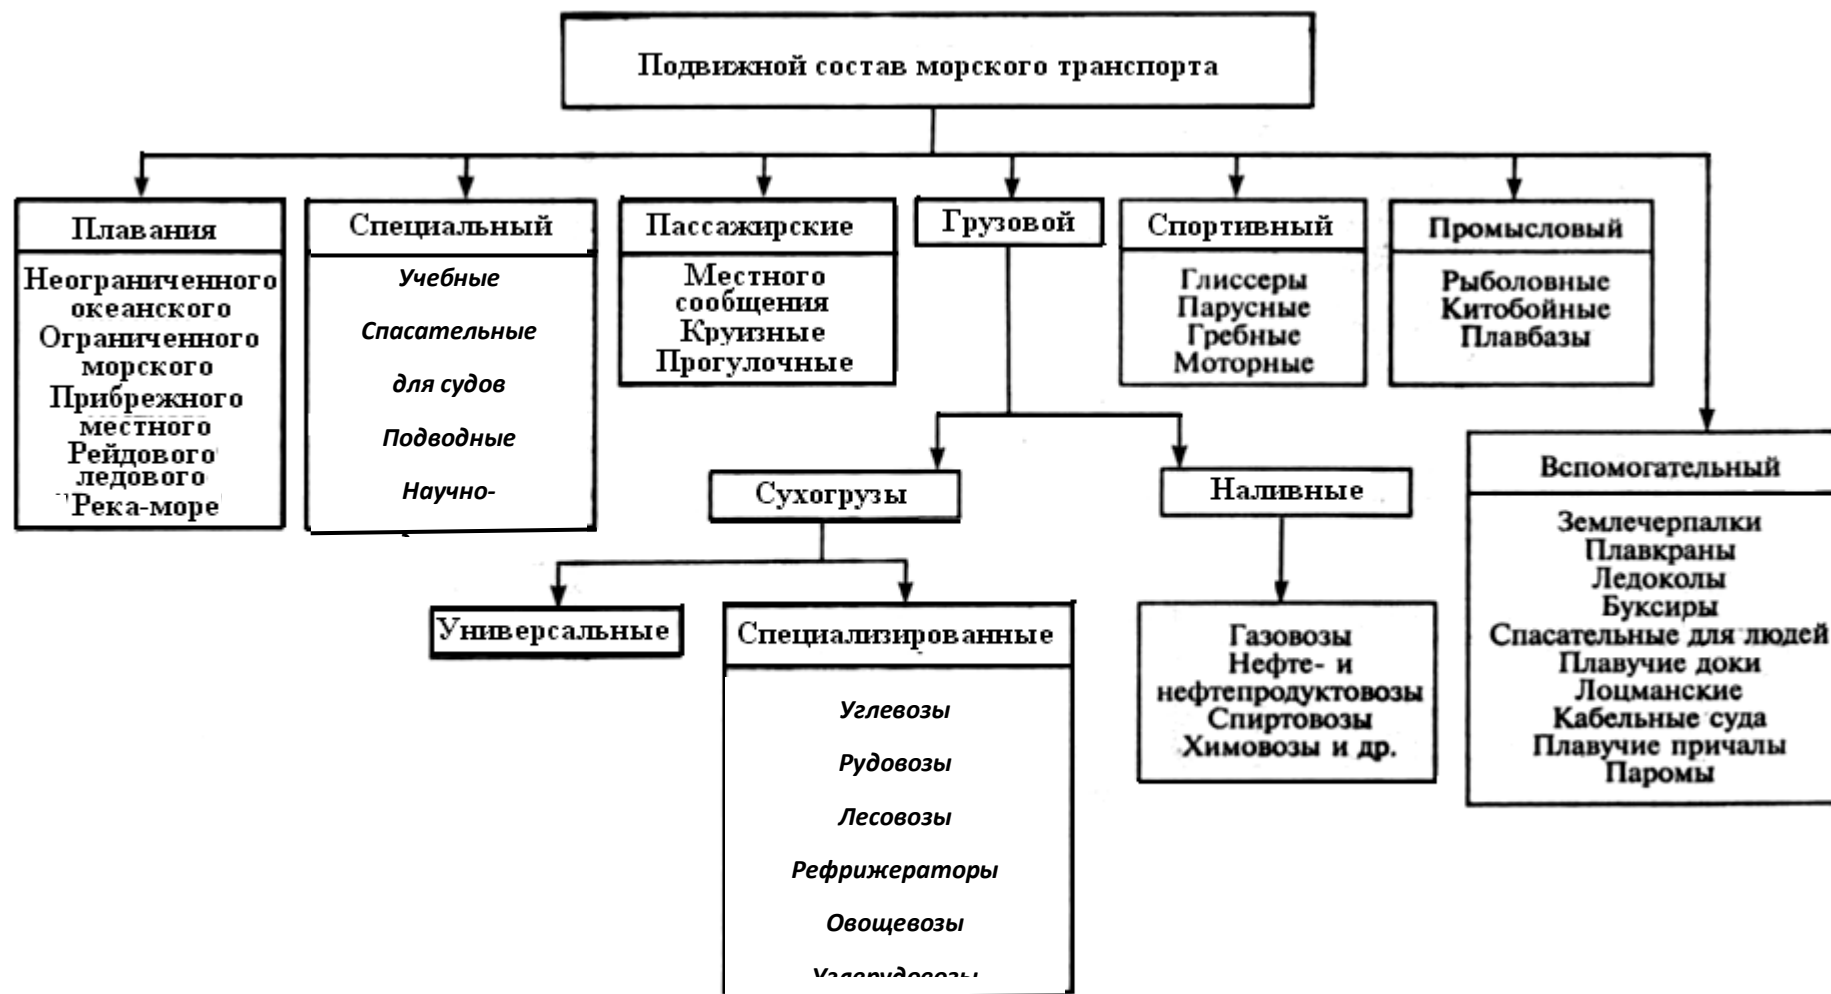 Подвижной состав морского транспорта
Плавания
Неограниченного
океанского
Ограниченного
морского
Прибрежного
местного
Рейдового
ледового
Река-море
Специальный
Учебные
Спасательные
для судов
Подводные
Научно-
Пассажирские
Местного
сообщения
Круизные
Прогулочные
Грузовой
Спортивный
Глиссеры
Парусные
Гребные
Моторные
Промысловый
Рыболовные
Китобойные
Плавбазы
Сухогрузы
Наливные
Вспомогательный
Землечерпалки
Плавкраны
Ледоколы
Буксиры
Спасательные для людей
Плавучие доки
Лоцманские
Кабельные суда
Плавучие причалы
Паромы
Универсальные
Специализированные
Углевозы
Рудовозы
Лесовозы
Рефрижераторы
Овощевозы
Углерудовозы
Газовозы
Нефте- и
нефтепродуктовозы
Спиртовозы
Химовозы и др.